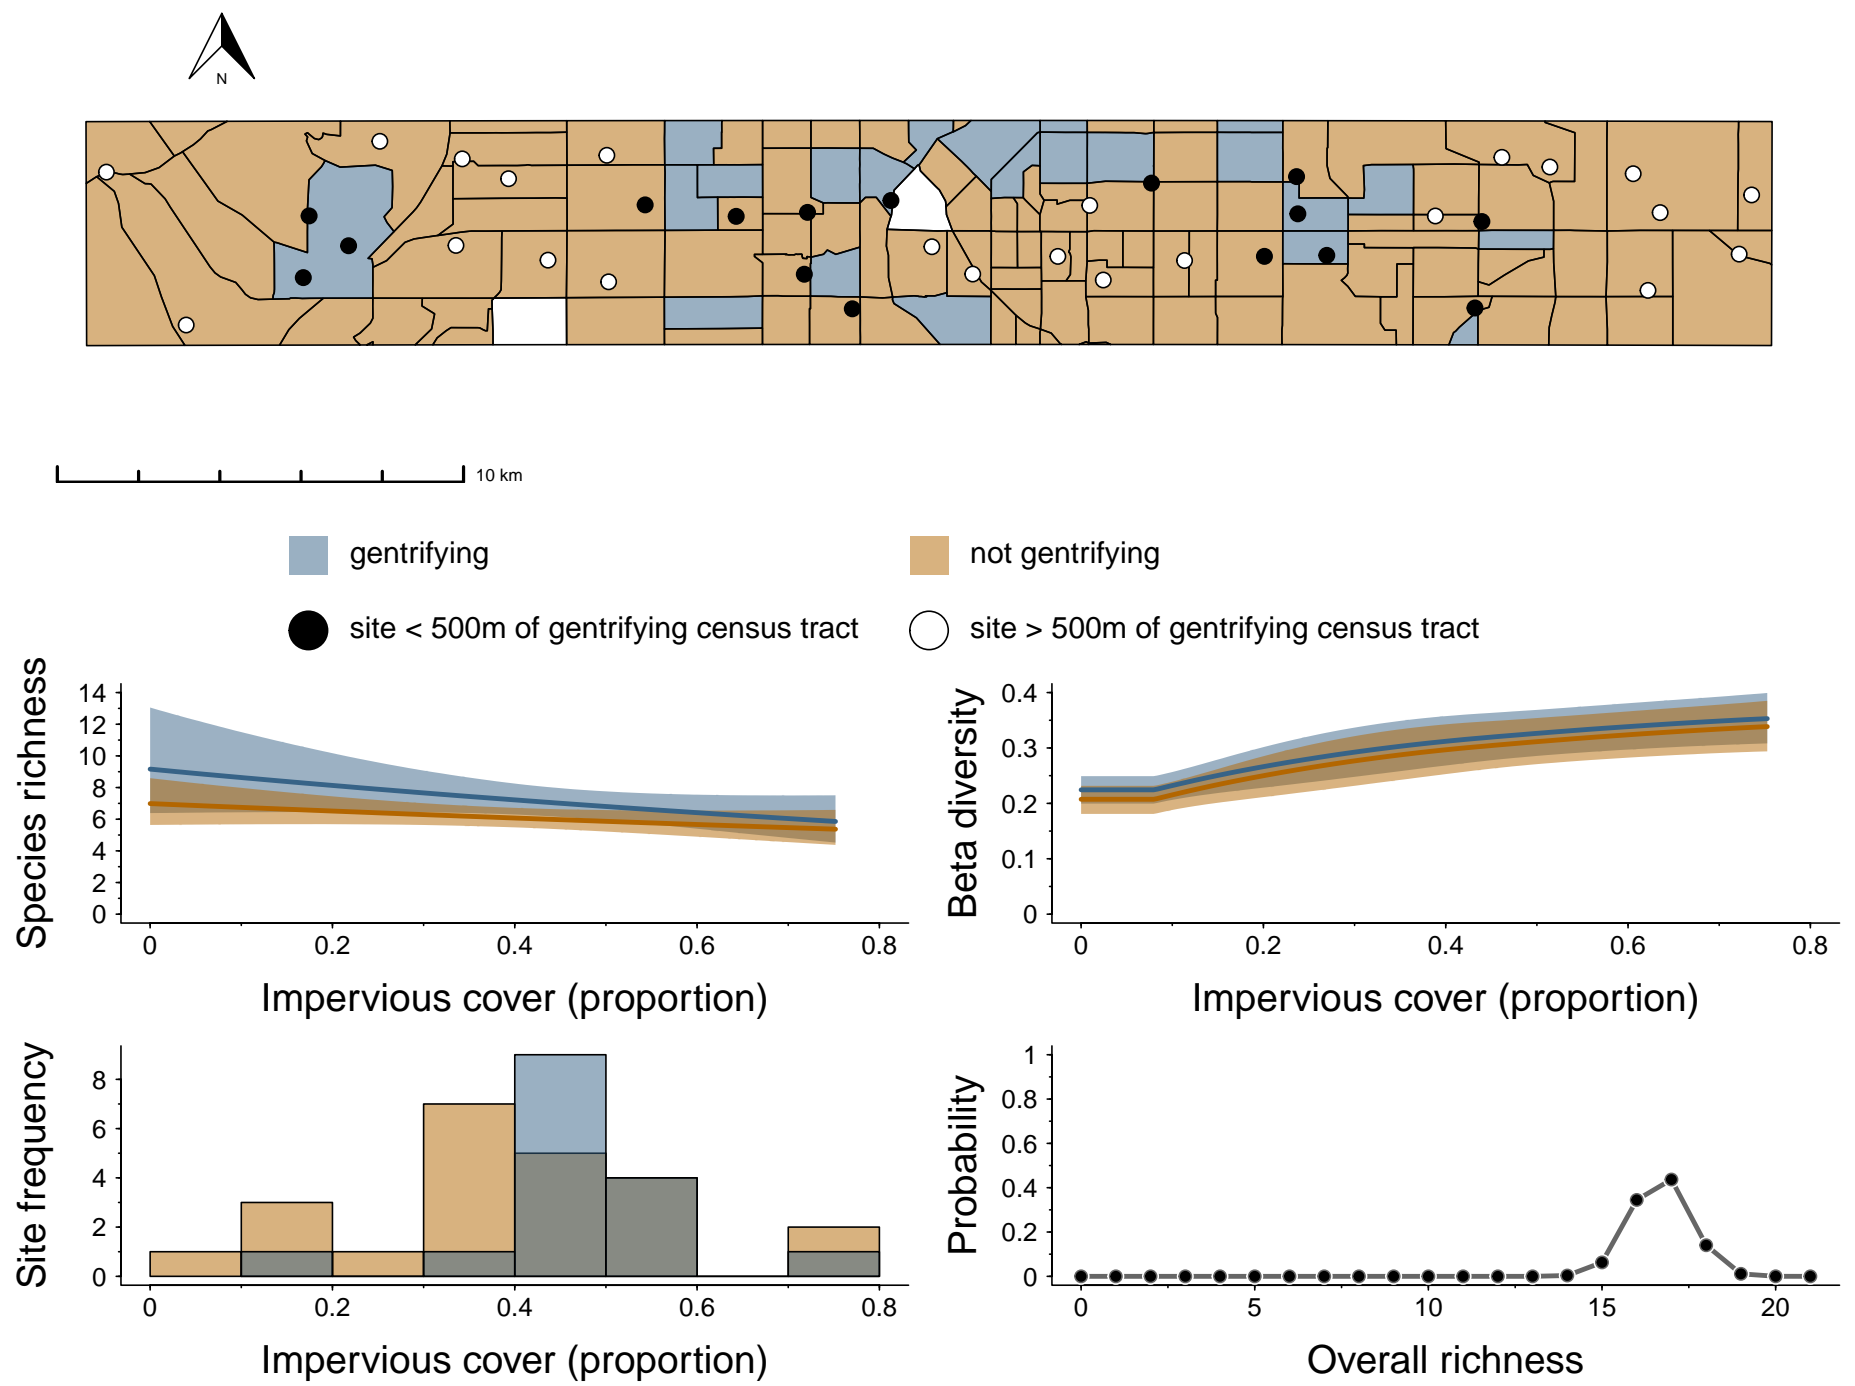 N
10 km
gentrifying
not gentrifying
site < 500m of gentrifying census tract
site > 500m of gentrifying census tract
Species richness
14
12
10
8
6
4
2
0
0 0.2 0.4 0.6 0.8
Impervious cover (proportion)
Beta diversity
0.4
0.3
0.2
0.1
0
0 0.2 0.4 0.6 0.8
Impervious cover (proportion)
Site frequency
8
6
4
2
0
0 0.2 0.4 0.6 0.8
Impervious cover (proportion)
Probability
1
0.8
0.6
0.4
0.2
0
0 5 10 15 20
Overall richness